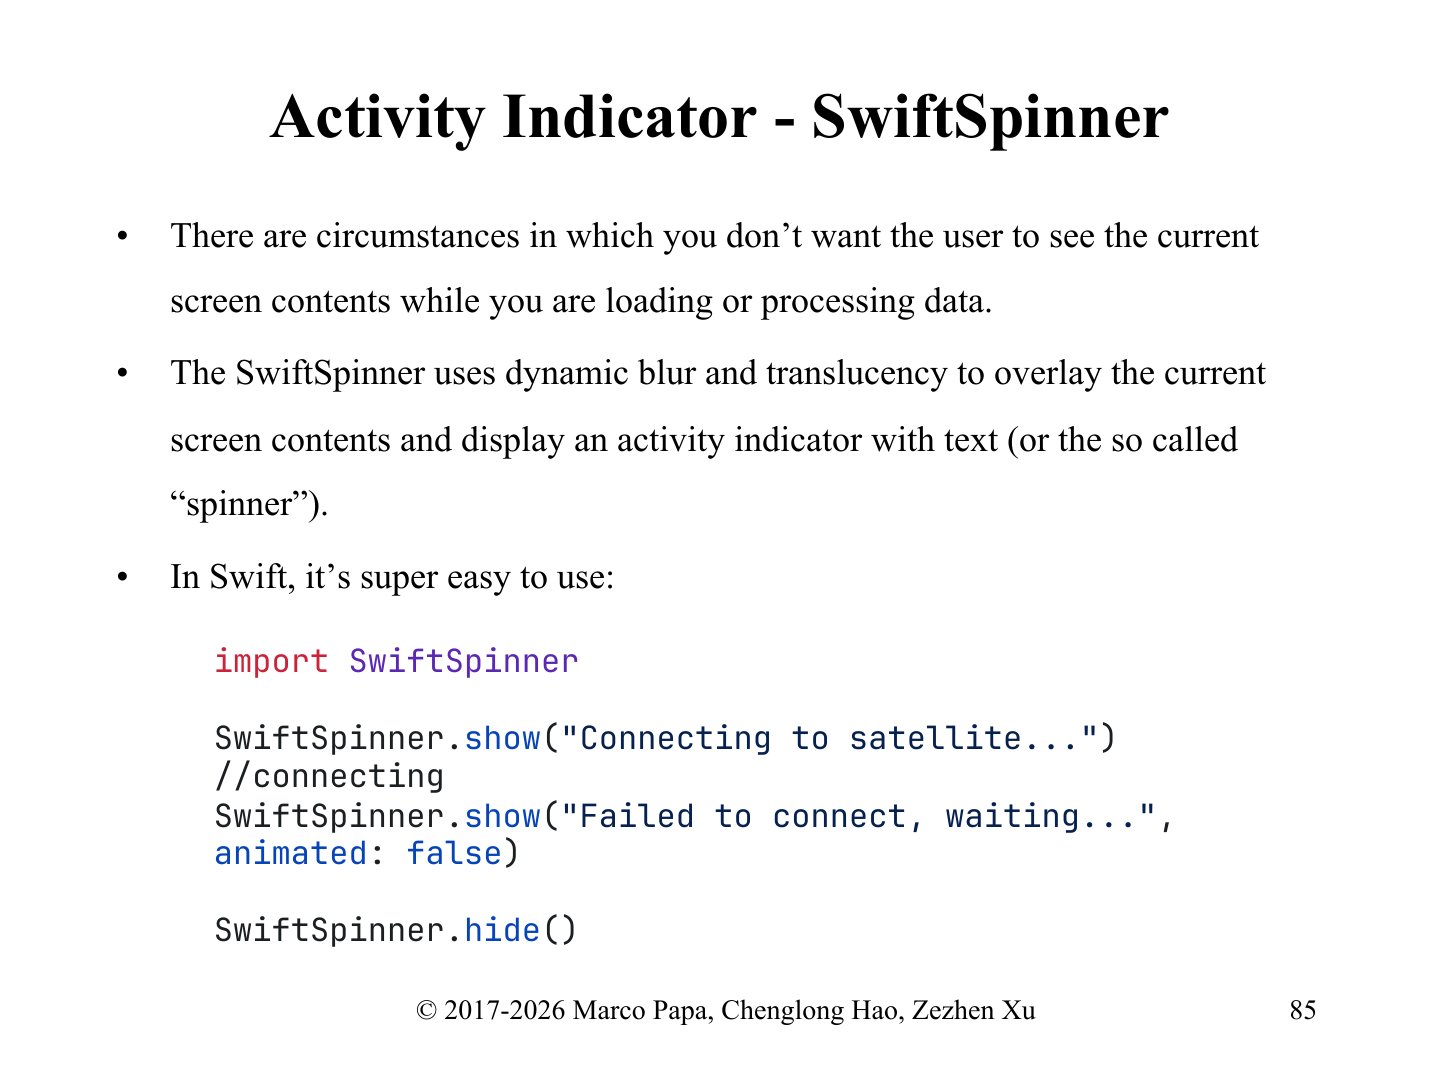 Activity Indicator - SwiftSpinner
• There are circumstances in which you don’t want the user to see the current
screen contents while you are loading or processing data.
• The SwiftSpinner uses dynamic blur and translucency to overlay the current
screen contents and display an activity indicator with text (or the so called
“spinner”).
• In Swift, it’s super easy to use:
import SwiftSpinner
SwiftSpinner.show("Connecting to satellite...")
//connecting
SwiftSpinner.show("Failed to connect, waiting...",
animated: false)
SwiftSpinner.hide()
© 2017-2026 Marco Papa, Chenglong Hao, Zezhen Xu 85